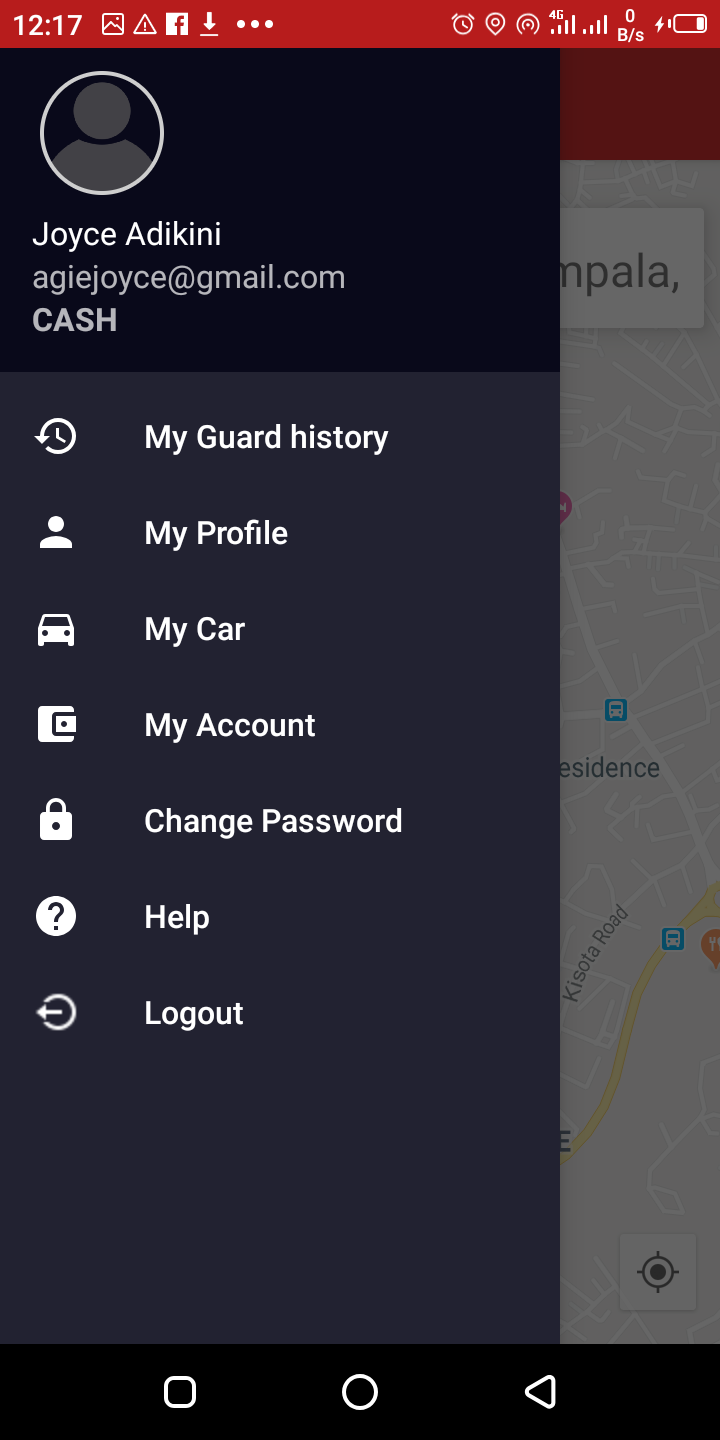 12:17
4G
0
B/s
Joyce Adikini
agiejoyce@gmail.com
CASH
mpala,
My Guard history
My Profile
My Car
My Account
esidence
Change Password
Help
Kisota Road
Logout
E